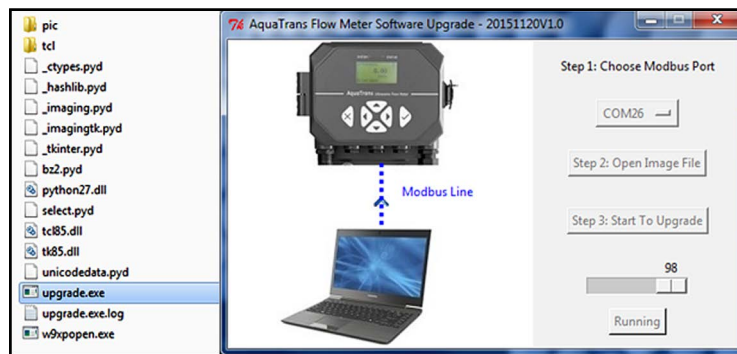 pic
tcl
_ctypes.pyd
_hashlib.pyd
_imaging.pyd
_imagingtk.pyd
_tkinter.pyd
bz2.pyd
python27.dll
select.pyd
tcl85.dll
tk85.dll
unicodedata.pyd
upgrade.exe
upgrade.exe.log
w9xpopen.exe
AquaTrans Flow Meter Software Upgrade - 20151120V1.0
AquaTrans
Modbus Line
Step 1: Choose Modbus Port
COM26
Step 2: Open Image File
Step 3: Start To Upgrade
98
Running